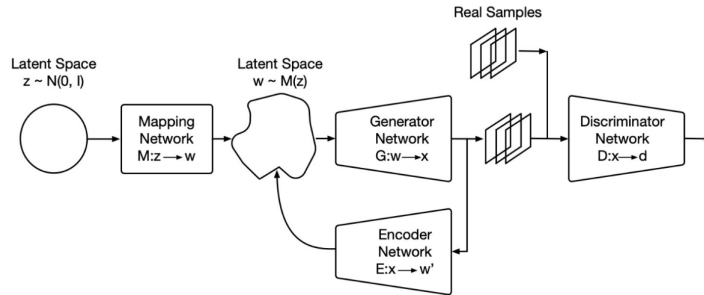 Real Samples
Latent Space
z ~ N(0, I)
Latent Space
w ~ M(z)
Mapping
Network
M:z → w
Generator
Network
G:w → x
Discriminator
Network
D:x → d
Encoder
Network
E:x → w'